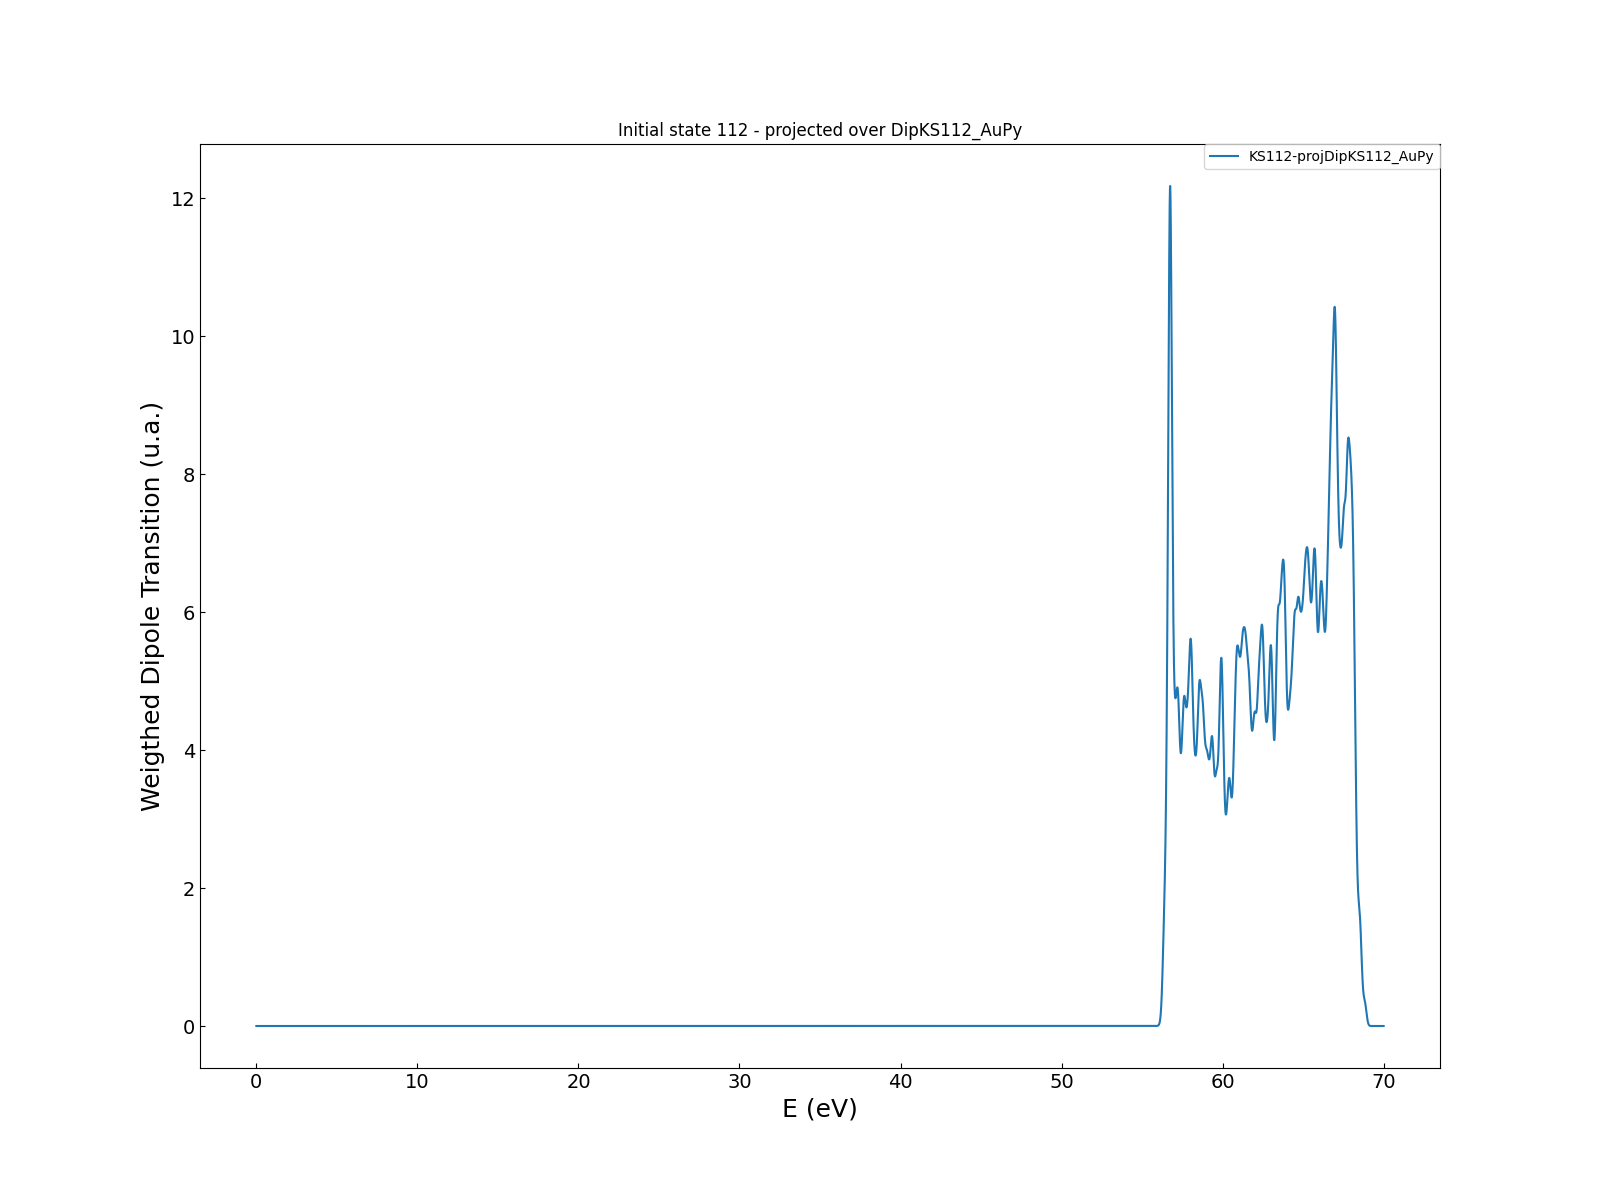 Initial state 112 - projected over DipKS112_AuPy
KS112-projDipKS112_AuPy
Weigthed Dipole Transition (u.a.)
12
10
8
6
4
2
0
0 10 20 30 40 50 60 70
E (eV)